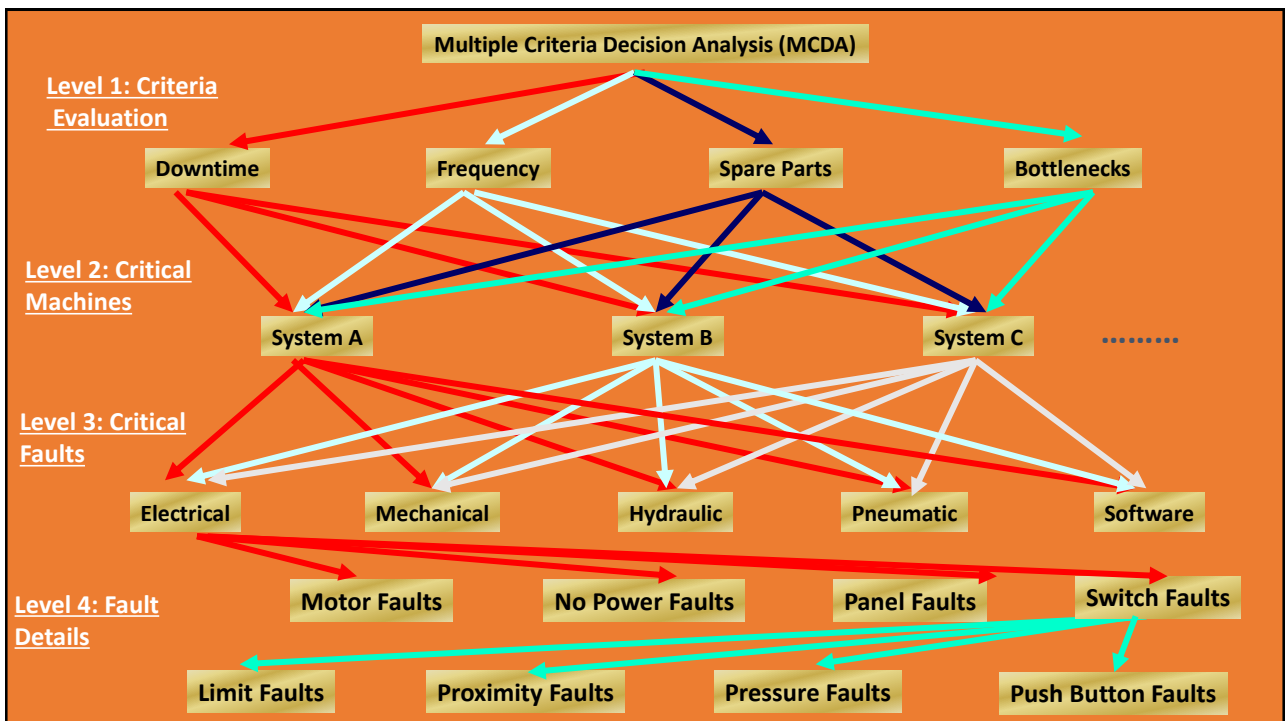 Multiple Criteria Decision Analysis (MCDA)
Level 1: Criteria
Evaluation
Downtime
Frequency
Spare Parts
Bottlenecks
Level 2: Critical
Machines
System A
System B
System C
.........
Level 3: Critical
Faults
Electrical
Mechanical
Hydraulic
Pneumatic
Software
Level 4: Fault
Details
Motor Faults
No Power Faults
Panel Faults
Switch Faults
Limit Faults
Proximity Faults
Pressure Faults
Push Button Faults